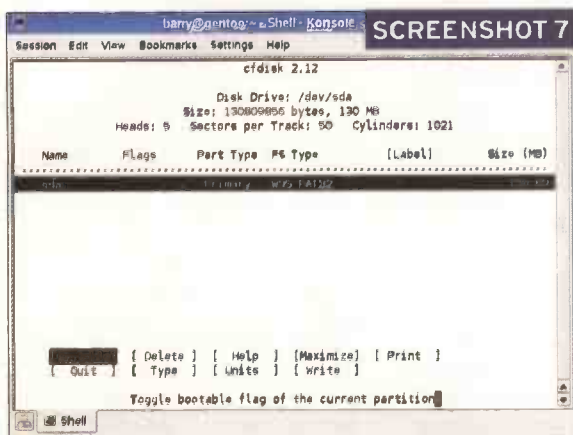 barry@gentoo:~ - Shell - Konsole
SCREENSHOT 7
Session Edit View Bookmarks Settings Help
cfdisk 2.12
Disk Drive: /dev/sda
Size: 130809856 bytes, 130 MB
Heads: 5 Sectors per Track: 50 Cylinders: 1021
Name Flags Part Type FS Type [Label] Size (MB)
Primary W95 FAT32
[ Delete ] [ Help ] [Maximize] [ Print ]
[ Quit ] [ Type ] [ Units ] [ Write ]
Toggle bootable flag of the current partition
Shell